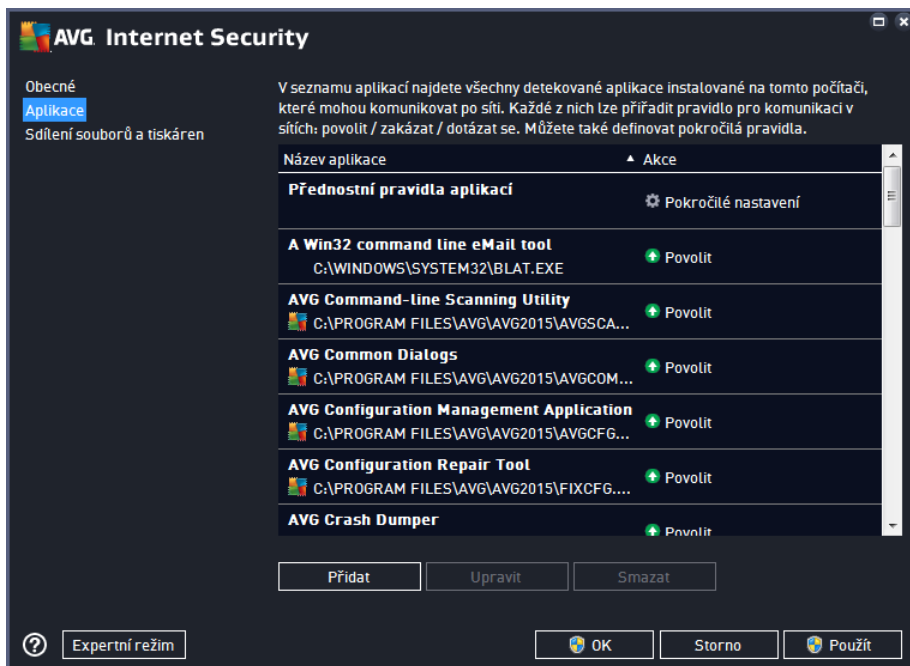 AVG Internet Security
Obecné
Aplikace
Sdílení souborů a tiskáren
V seznamu aplikací najdete všechny detekované aplikace instalované na tomto počítači,
které mohou komunikovat po síti. Každé z nich lze přiřadit pravidlo pro komunikaci v
sítích: povolit / zakázat / dotázat se. Můžete také definovat pokročilá pravidla.
Název aplikace Akce
Přednostní pravidla aplikací
Pokročilé nastavení
A Win32 command line eMail tool
C:\WINDOWS\SYSTEM32\BLAT.EXE
Povolit
AVG Command-line Scanning Utility
C:\PROGRAM FILES\AVG\AVG2015\AVGSCA...
Povolit
AVG Common Dialogs
C:\PROGRAM FILES\AVG\AVG2015\AVGCOM...
Povolit
AVG Configuration Management Application
C:\PROGRAM FILES\AVG\AVG2015\AVGCFG...
Povolit
AVG Configuration Repair Tool
C:\PROGRAM FILES\AVG\AVG2015\FIXCFG....
Povolit
AVG Crash Dumper
Povolit
Přidat Upravit Smazat
? Expertní režim OK Storno Použít